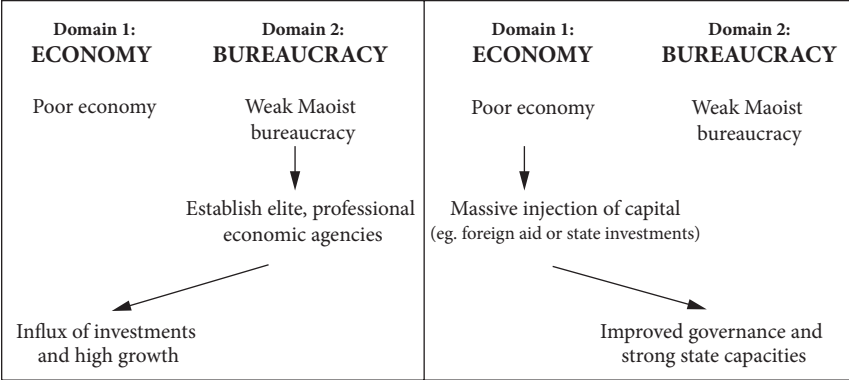 Domain 1:
ECONOMY
Domain 2:
BUREAUCRACY
Poor economy
Weak Maoist
bureaucracy
Establish elite, professional
economic agencies
Influx of investments
and high growth
Domain 1:
ECONOMY
Domain 2:
BUREAUCRACY
Poor economy
Weak Maoist
bureaucracy
Massive injection of capital
(eg. foreign aid or state investments)
Improved governance and
strong state capacities